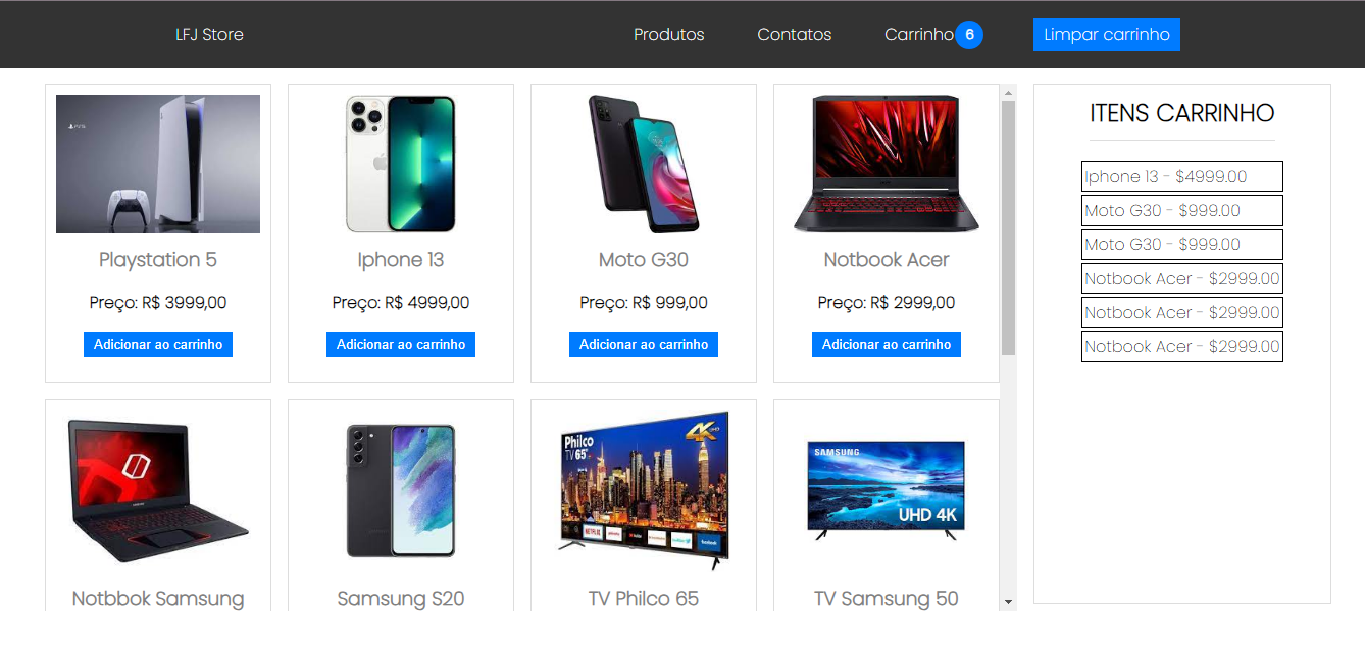 LFJ Store
Produtos
Contatos
Carrinho 6
Limpar carrinho
Playstation 5
Preço: R$ 3999,00
Adicionar ao carrinho
Iphone 13
Preço: R$ 4999,00
Adicionar ao carrinho
Moto G30
Preço: R$ 999,00
Adicionar ao carrinho
Notbook Acer
Preço: R$ 2999,00
Adicionar ao carrinho
Notbbok Samsung
Samsung S20
Philco
TV 65"
4K
NETFLIX
TV Philco 65
SAMSUNG
UHD 4K
TV Samsung 50
ITENS CARRINHO
Iphone 13 - $4999.00
Moto G30 - $999.00
Moto G30 - $999.00
Notbook Acer - $2999.00
Notbook Acer - $2999.00
Notbook Acer - $2999.00